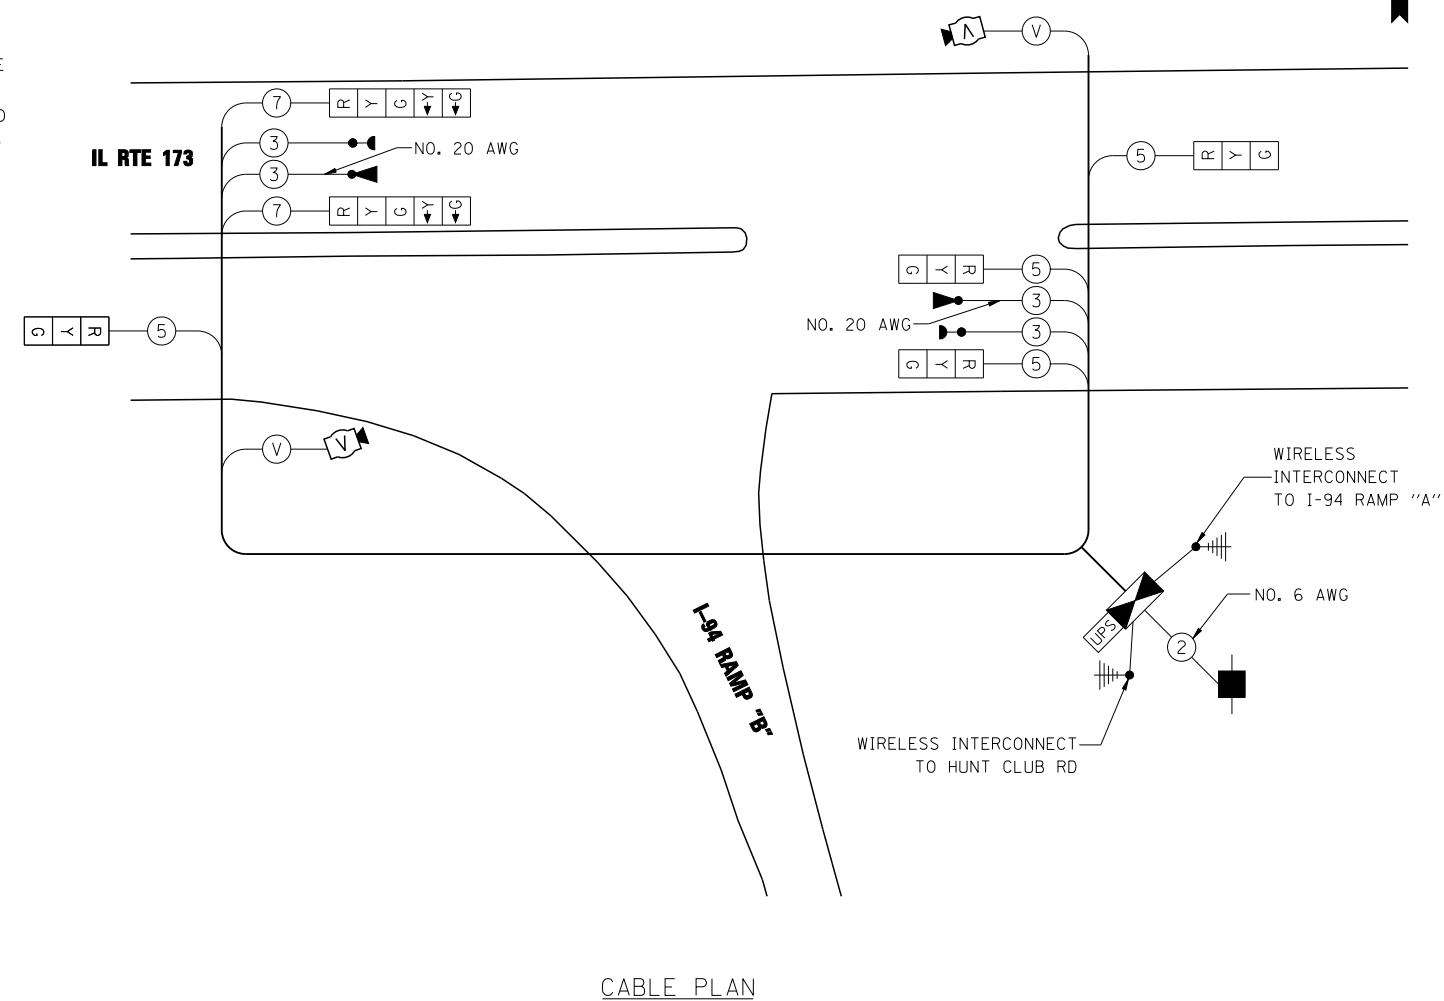 V V
7 R Y G Y G
3
NO. 20 AWG
IL RTE 173
3
5 R Y G
7 R Y G Y G
G Y R 5
3
NO. 20 AWG
3
G Y R 5
G Y R 5
V V
WIRELESS
INTERCONNECT
TO I-94 RAMP "A"
NO. 6 AWG
UPS
2
I-94 RAMP "B"
WIRELESS INTERCONNECT
TO HUNT CLUB RD
CABLE PLAN